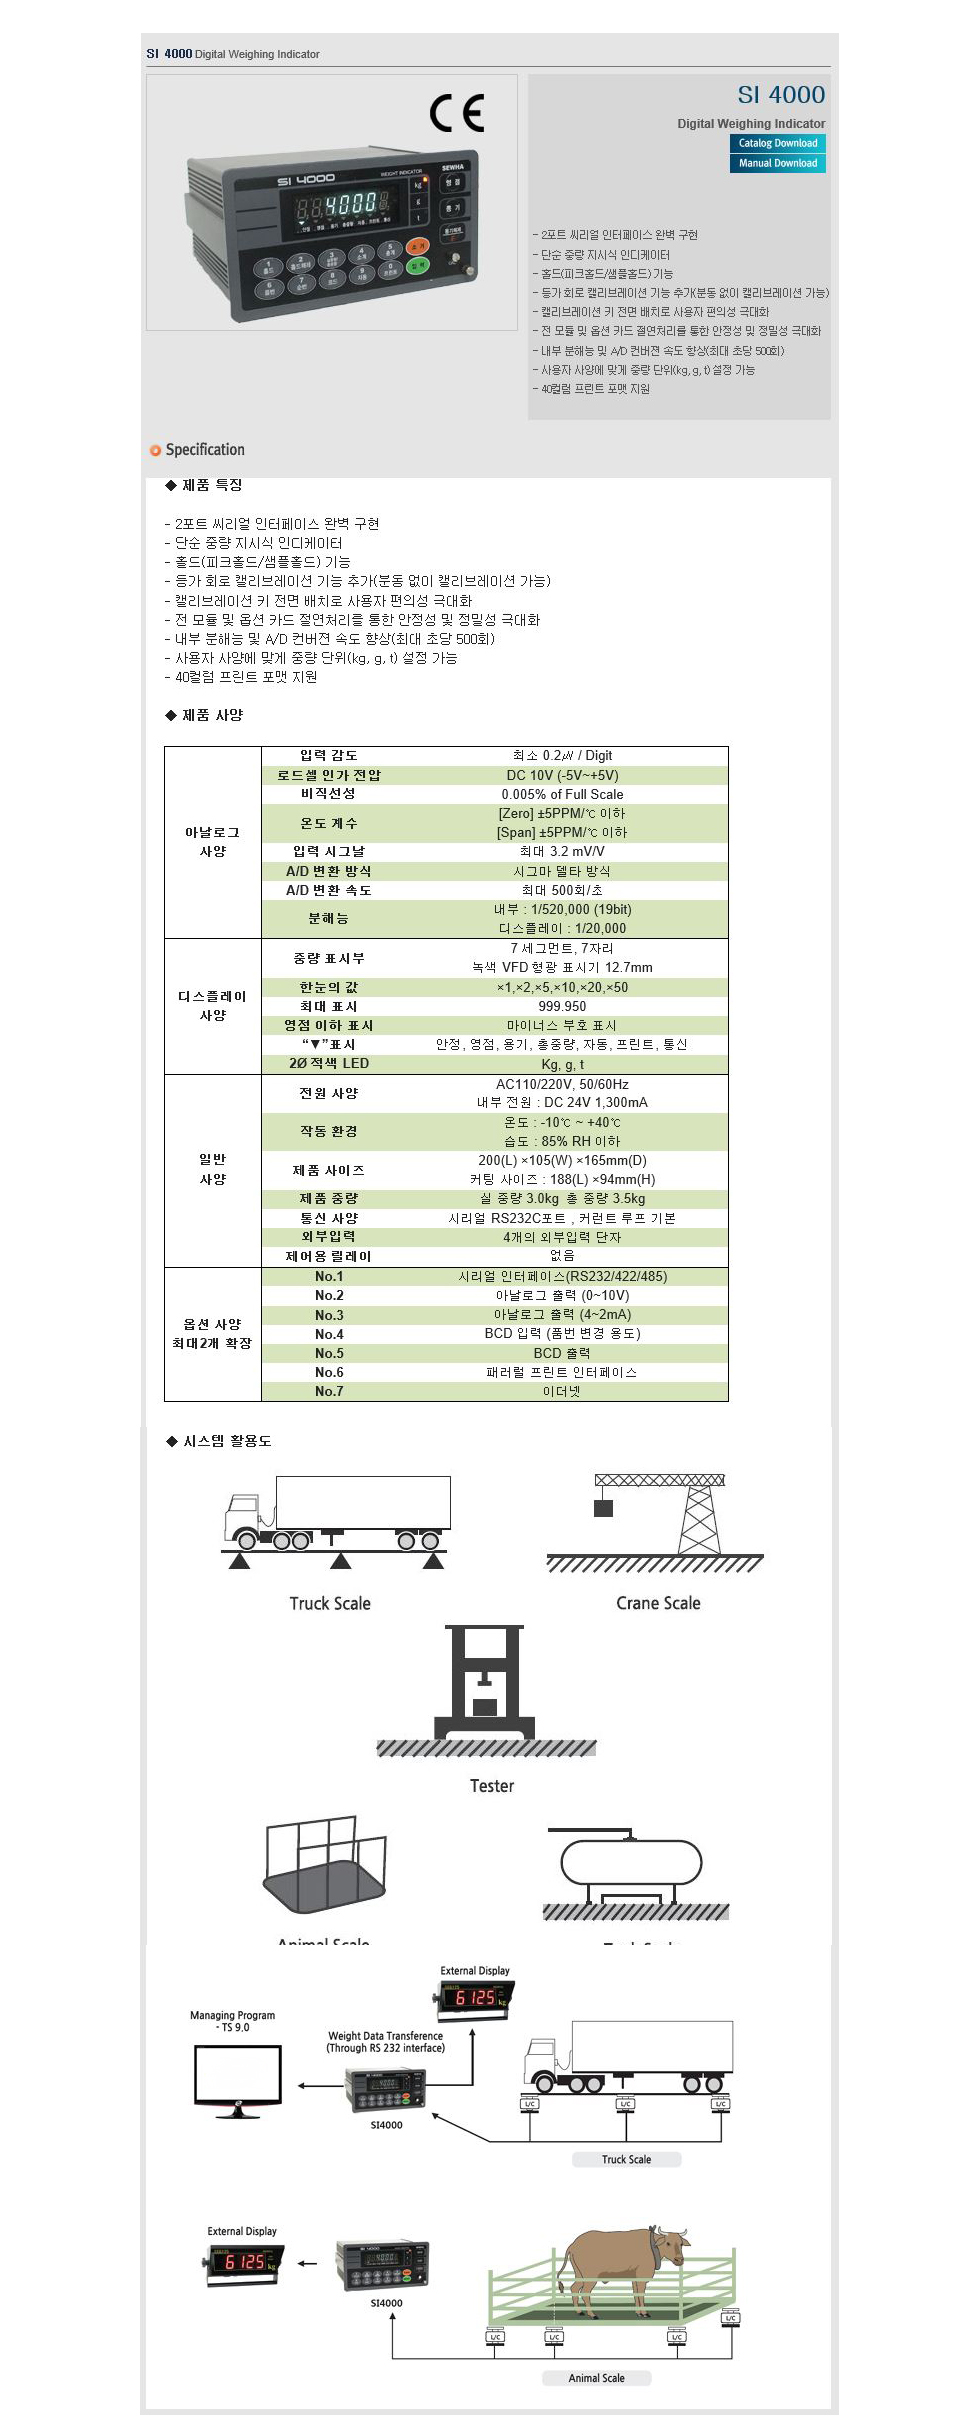 SI 4000 Digital Weighing Indicator
CE
SI 4000
Digital Weighing Indicator
Catalog Download
Manual Download
SI 4000 WEIGHT INDICATOR SEWHA
4000
kg
g
t
영점
용기
- 2포트 씨리얼 인터페이스 완벽 구현
- 단순 중량 지시식 인디케이터
- 홀드(피크홀드/샘플홀드) 기능
- 등가 회로 캘리브레이션 기능 추가(분동 없이 캘리브레이션 가능)
- 캘리브레이션 키 전면 배치로 사용자 편의성 극대화
- 전 모듈 및 옵션 카드 절연처리를 통한 안정성 및 정밀성 극대화
- 내부 분해능 및 A/D 컨버젼 속도 향상(최대 초당 500회)
- 사용자 사양에 맞게 중량 단위(kg, g, t) 설정 가능
- 40컬럼 프린트 포맷 지원
Specification
◆ 제품 특징
- 2포트 씨리얼 인터페이스 완벽 구현
- 단순 중량 지시식 인디케이터
- 홀드(피크홀드/샘플홀드) 기능
- 등가 회로 캘리브레이션 기능 추가(분동 없이 캘리브레이션 가능)
- 캘리브레이션 키 전면 배치로 사용자 편의성 극대화
- 전 모듈 및 옵션 카드 절연처리를 통한 안정성 및 정밀성 극대화
- 내부 분해능 및 A/D 컨버젼 속도 향상(최대 초당 500회)
- 사용자 사양에 맞게 중량 단위(kg, g, t) 설정 가능
- 40컬럼 프린트 포맷 지원
◆ 제품 사양
아날로그
사양
입력 감도 최소 0.2㎶ / Digit
로드셀 인가 전압 DC 10V (-5V~+5V)
비직선성 0.005% of Full Scale
온도 계수 [Zero] ±5PPM/℃ 이하
[Span] ±5PPM/℃ 이하
입력 시그날 최대 3.2 mV/V
A/D 변환 방식 시그마 델타 방식
A/D 변환 속도 최대 500회/초
분해능 내부 : 1/520,000 (19bit)
디스플레이 : 1/20,000
디스플레이
사양
중량 표시부 7 세그먼트, 7자리
녹색 VFD 형광 표시기 12.7mm
한눈의 값 ×1,×2,×5,×10,×20,×50
최대 표시 999.950
영점 이하 표시 마이너스 부호 표시
“▼”표시 안정, 영점, 용기, 총중량, 자동, 프린트, 통신
2Ø 적색 LED Kg, g, t
일반
사양
전원 사양 AC110/220V, 50/60Hz
내부 전원 : DC 24V 1,300mA
작동 환경 온도 : -10℃ ~ +40℃
습도 : 85% RH 이하
제품 사이즈 200(L) ×105(W) ×165mm(D)
커팅 사이즈 : 188(L) ×94mm(H)
제품 중량 실 중량 3.0kg 총 중량 3.5kg
통신 사양 시리얼 RS232C포트 , 커런트 루프 기본
외부입력 4개의 외부입력 단자
제어용 릴레이 없음
옵션 사양
최대2개 확장
No.1 시리얼 인터페이스(RS232/422/485)
No.2 아날로그 출력 (0~10V)
No.3 아날로그 출력 (4~2mA)
No.4 BCD 입력 (품번 변경 용도)
No.5 BCD 출력
No.6 패러럴 프린트 인터페이스
No.7 이더넷
◆ 시스템 활용도
Truck Scale
Crane Scale
Tester
Animal Scale
External Display
6125
kg
Managing Program
- TS 9.0
Weight Data Transference
(Through RS 232 interface)
SI4000
L/C
L/C
L/C
Truck Scale
External Display
6125
kg
SI 4000
SI4000
L/C
L/C
L/C
L/C
Animal Scale